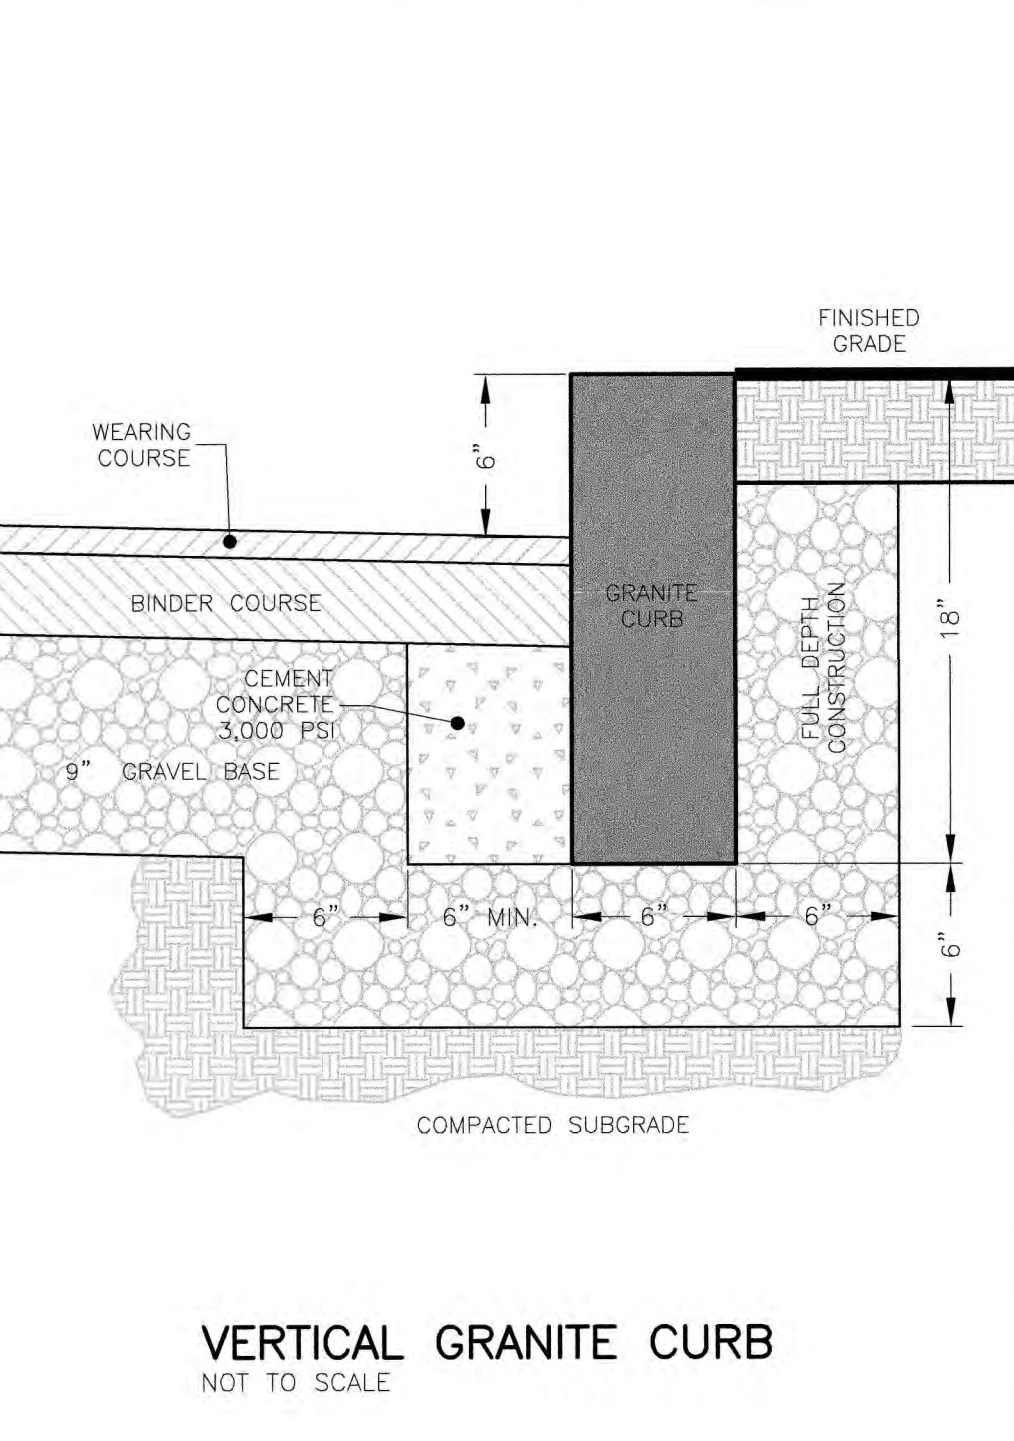 FINISHED
GRADE
WEARING
COURSE
6"
BINDER COURSE
GRANITE
CURB
FULL DEPTH
CONSTRUCTION
18"
CEMENT
CONCRETE
3,000 PSI
9" GRAVEL BASE
6" 6" MIN. 6" 6"
6"
COMPACTED SUBGRADE
VERTICAL GRANITE CURB
NOT TO SCALE